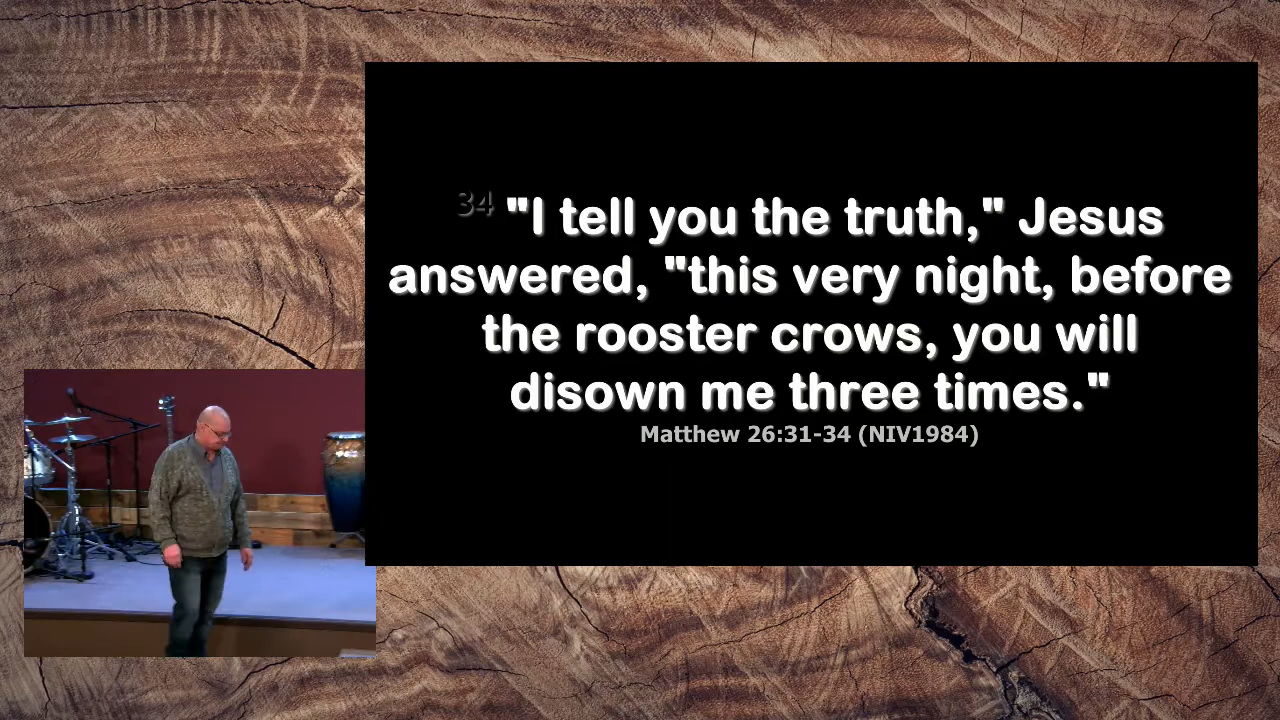 34 "I tell you the truth," Jesus
answered, "this very night, before
the rooster crows, you will
disown me three times."
Matthew 26:31-34 (NIV1984)